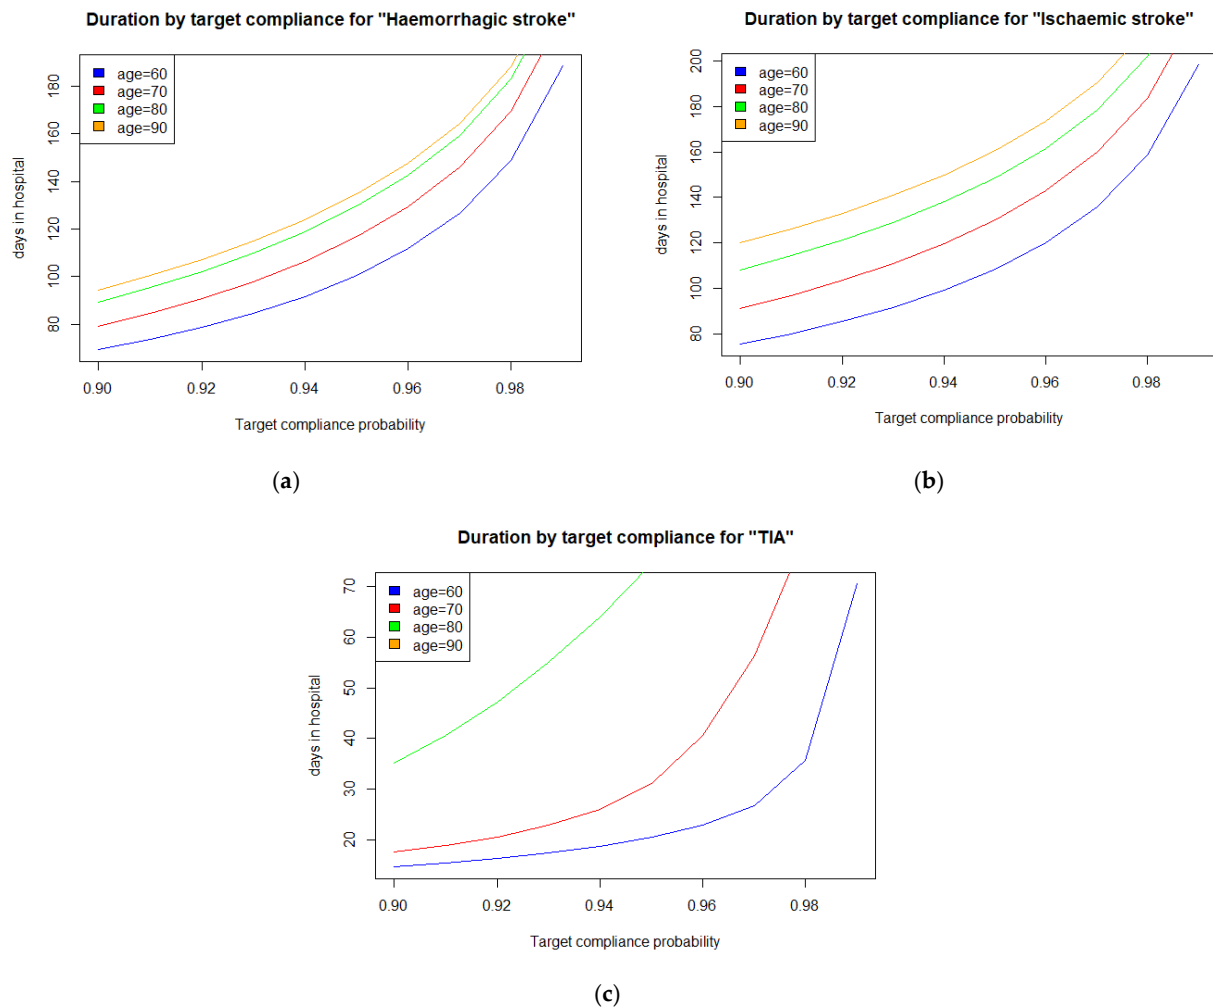 Duration by target compliance for "Haemorrhagic stroke"
days in hospital
180
160
140
120
100
80
age=60
age=70
age=80
age=90
0.90 0.92 0.94 0.96 0.98
Target compliance probability
(a)
Duration by target compliance for "Ischaemic stroke"
days in hospital
200
180
160
140
120
100
80
age=60
age=70
age=80
age=90
0.90 0.92 0.94 0.96 0.98
Target compliance probability
(b)
Duration by target compliance for "TIA"
days in hospital
70
60
50
40
30
20
age=60
age=70
age=80
age=90
0.90 0.92 0.94 0.96 0.98
Target compliance probability
(c)